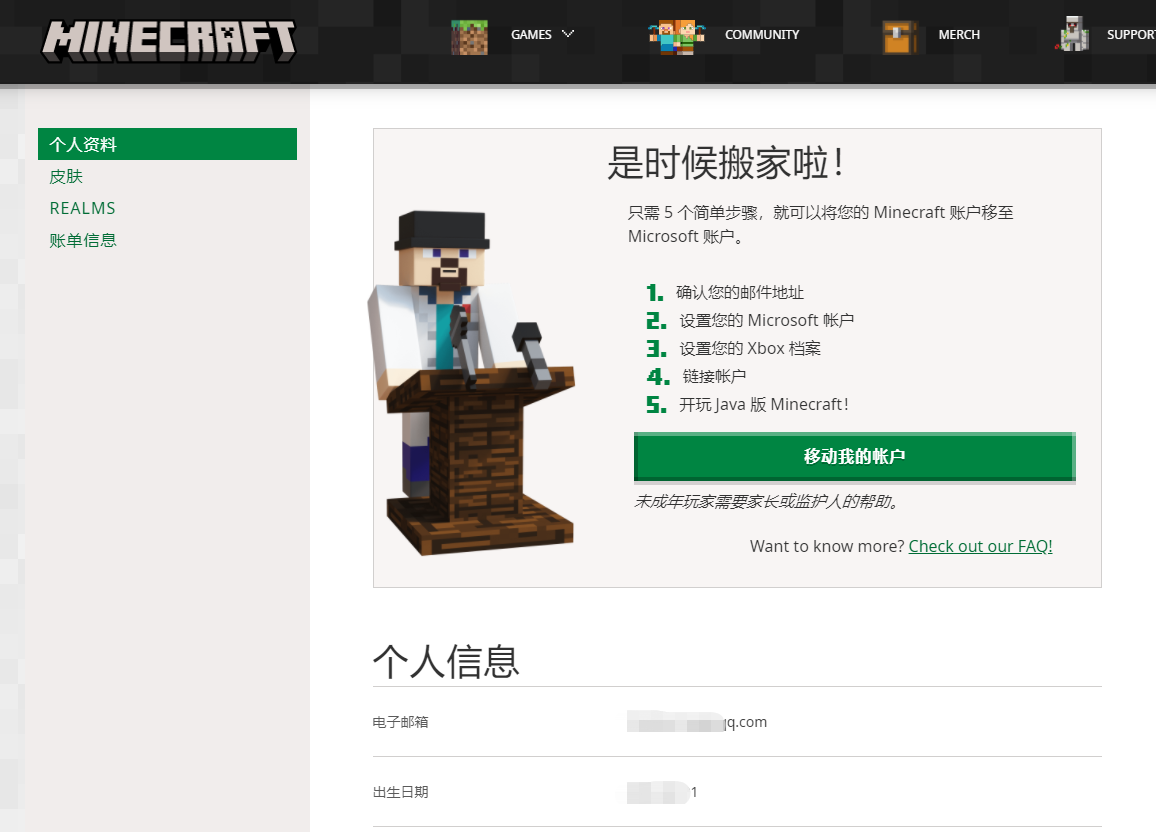 MINECRAFT
GAMES
COMMUNITY
MERCH
SUPPORT
个人资料
皮肤
REALMS
账单信息
是时候搬家啦！
只需 5 个简单步骤，就可以将您的 Minecraft 账户移至
Microsoft 账户。
1. 确认您的邮件地址
2. 设置您的 Microsoft 帐户
3. 设置您的 Xbox 档案
4. 链接帐户
5. 开玩 Java 版 Minecraft！
移动我的帐户
未成年玩家需要家长或监护人的帮助。
Want to know more? Check out our FAQ!
个人信息
电子邮箱
qq.com
出生日期
1